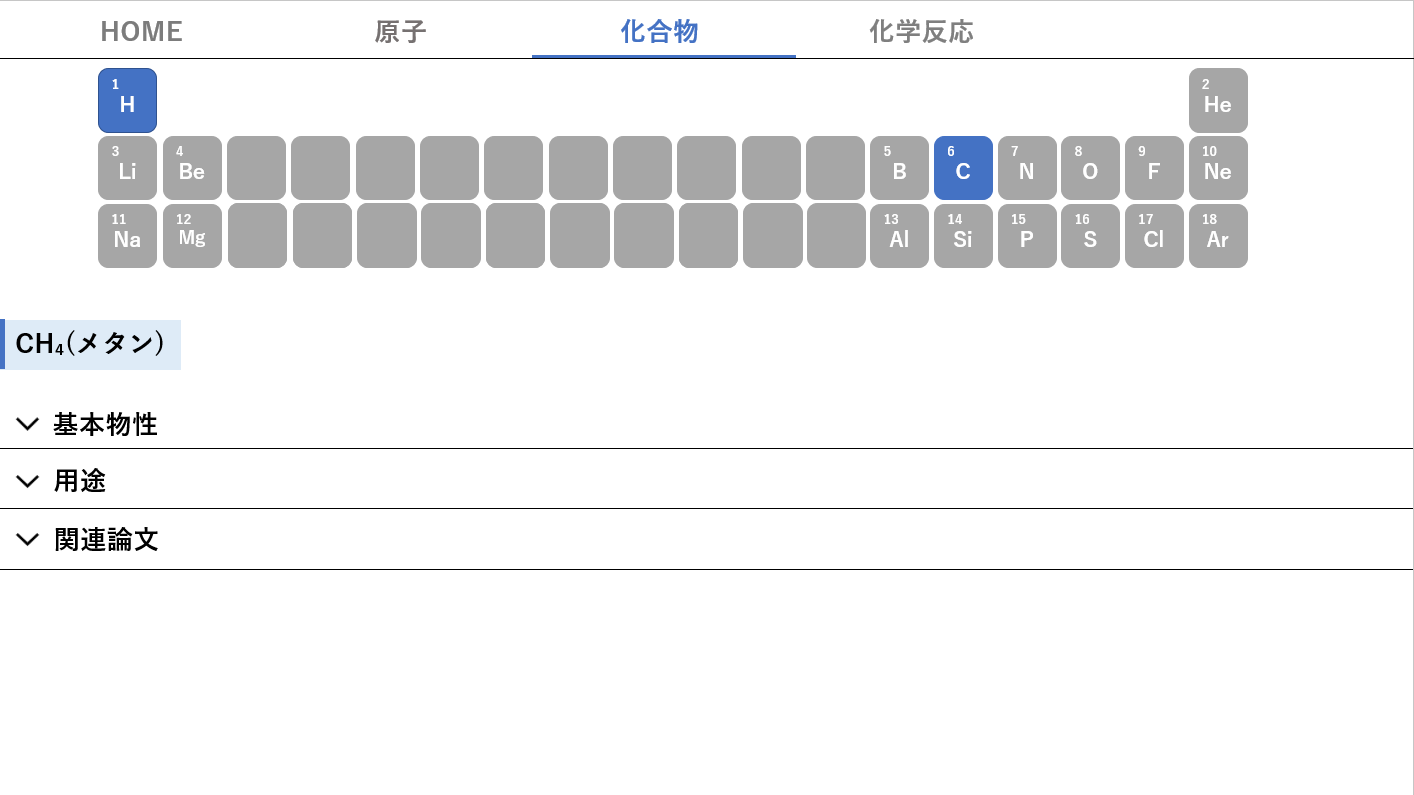 HOME 原子 化合物 化学反応
1 2
H He
3 4 5 6 7 8 9 10
Li Be B C N O F Ne
11 12 13 14 15 16 17 18
Na Mg Al Si P S Cl Ar
CH₄(メタン)
基本物性
用途
関連論文